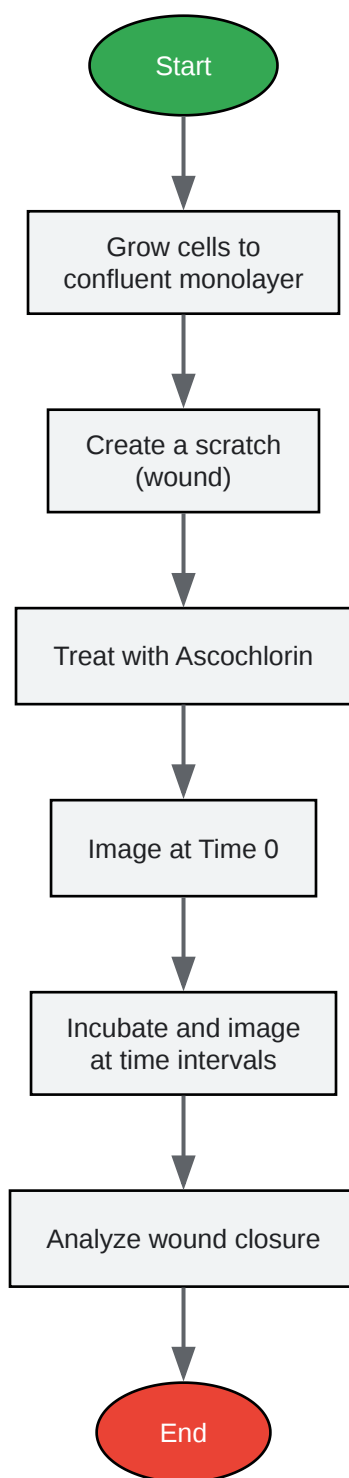 Start
Grow cells to
confluent monolayer
Create a scratch
(wound)
Treat with Ascochlorin
Image at Time 0
Incubate and image
at time intervals
Analyze wound closure
End